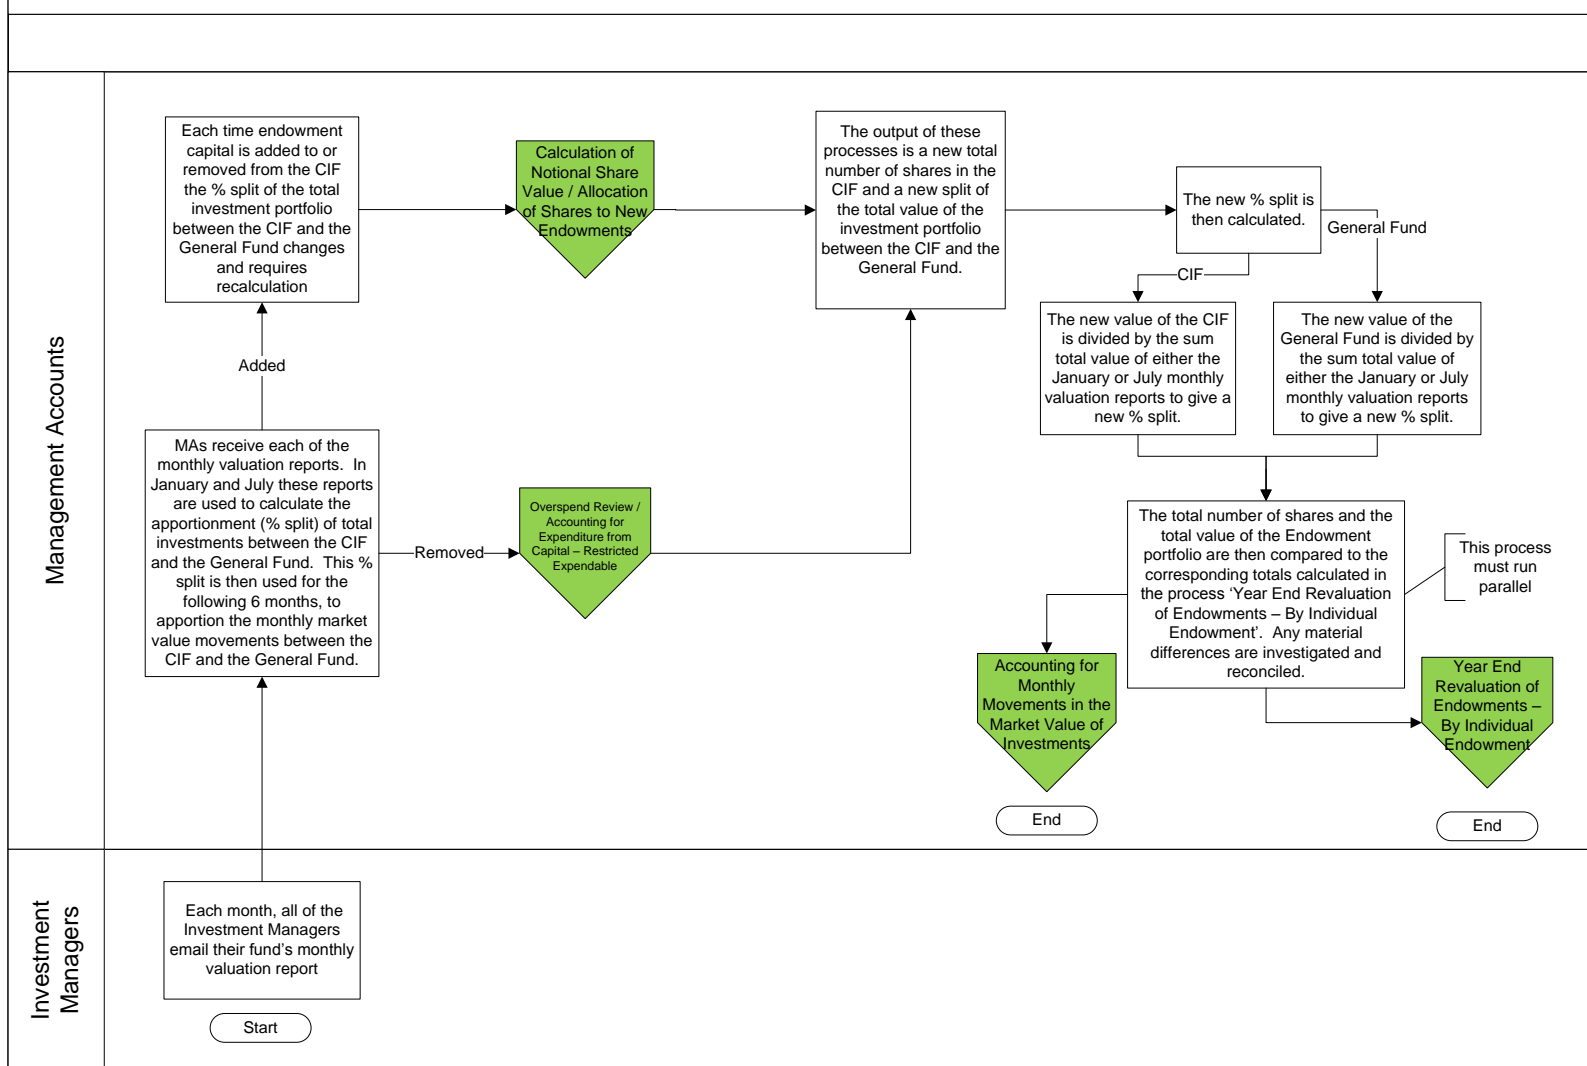 Management Accounts
Each time endowment
capital is added to or
removed from the CIF
the % split of the total
investment portfolio
between the CIF and the
General Fund changes
and requires
recalculation
Calculation of
Notional Share
Value / Allocation
of Shares to New
Endowments
The output of these
processes is a new total
number of shares in the
CIF and a new split of
the total value of the
investment portfolio
between the CIF and the
General Fund.
The new % split is
then calculated.
General Fund
CIF
The new value of the CIF
is divided by the sum
total value of either the
January or July monthly
valuation reports to give a
new % split.
The new value of the
General Fund is divided by
the sum total value of
either the January or July
monthly valuation reports
to give a new % split.
Added
MAs receive each of the
monthly valuation reports.  In
January and July these reports
are used to calculate the
apportionment (% split) of total
investments between the CIF
and the General Fund.  This %
split is then used for the
following 6 months, to
apportion the monthly market
value movements between the
CIF and the General Fund.
Removed
Overspend Review /
Accounting for
Expenditure from
Capital – Restricted
Expendable
The total number of shares and the
total value of the Endowment
portfolio are then compared to the
corresponding totals calculated in
the process ‘Year End Revaluation
of Endowments – By Individual
Endowment’.  Any material
differences are investigated and
reconciled.
This process
must run
parallel
Accounting for
Monthly
Movements in the
Market Value of
Investments
Year End
Revaluation of
Endowments –
By Individual
Endowment
End
End
Investment
Managers
Each month, all of the
Investment Managers
email their fund’s monthly
valuation report
Start